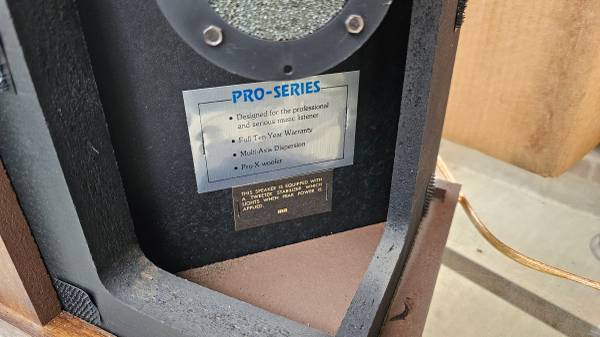 PRO-SERIES
• Designed for the professional
and serious music listener
• Full Ten Year Warranty
• Multi-Axis Dispersion
• Pro-X woofer
THIS SPEAKER IS EQUIPPED WITH
A TWEETER STABILIZER WHICH
LIGHTS WHEN PEAK POWER IS
APPLIED.